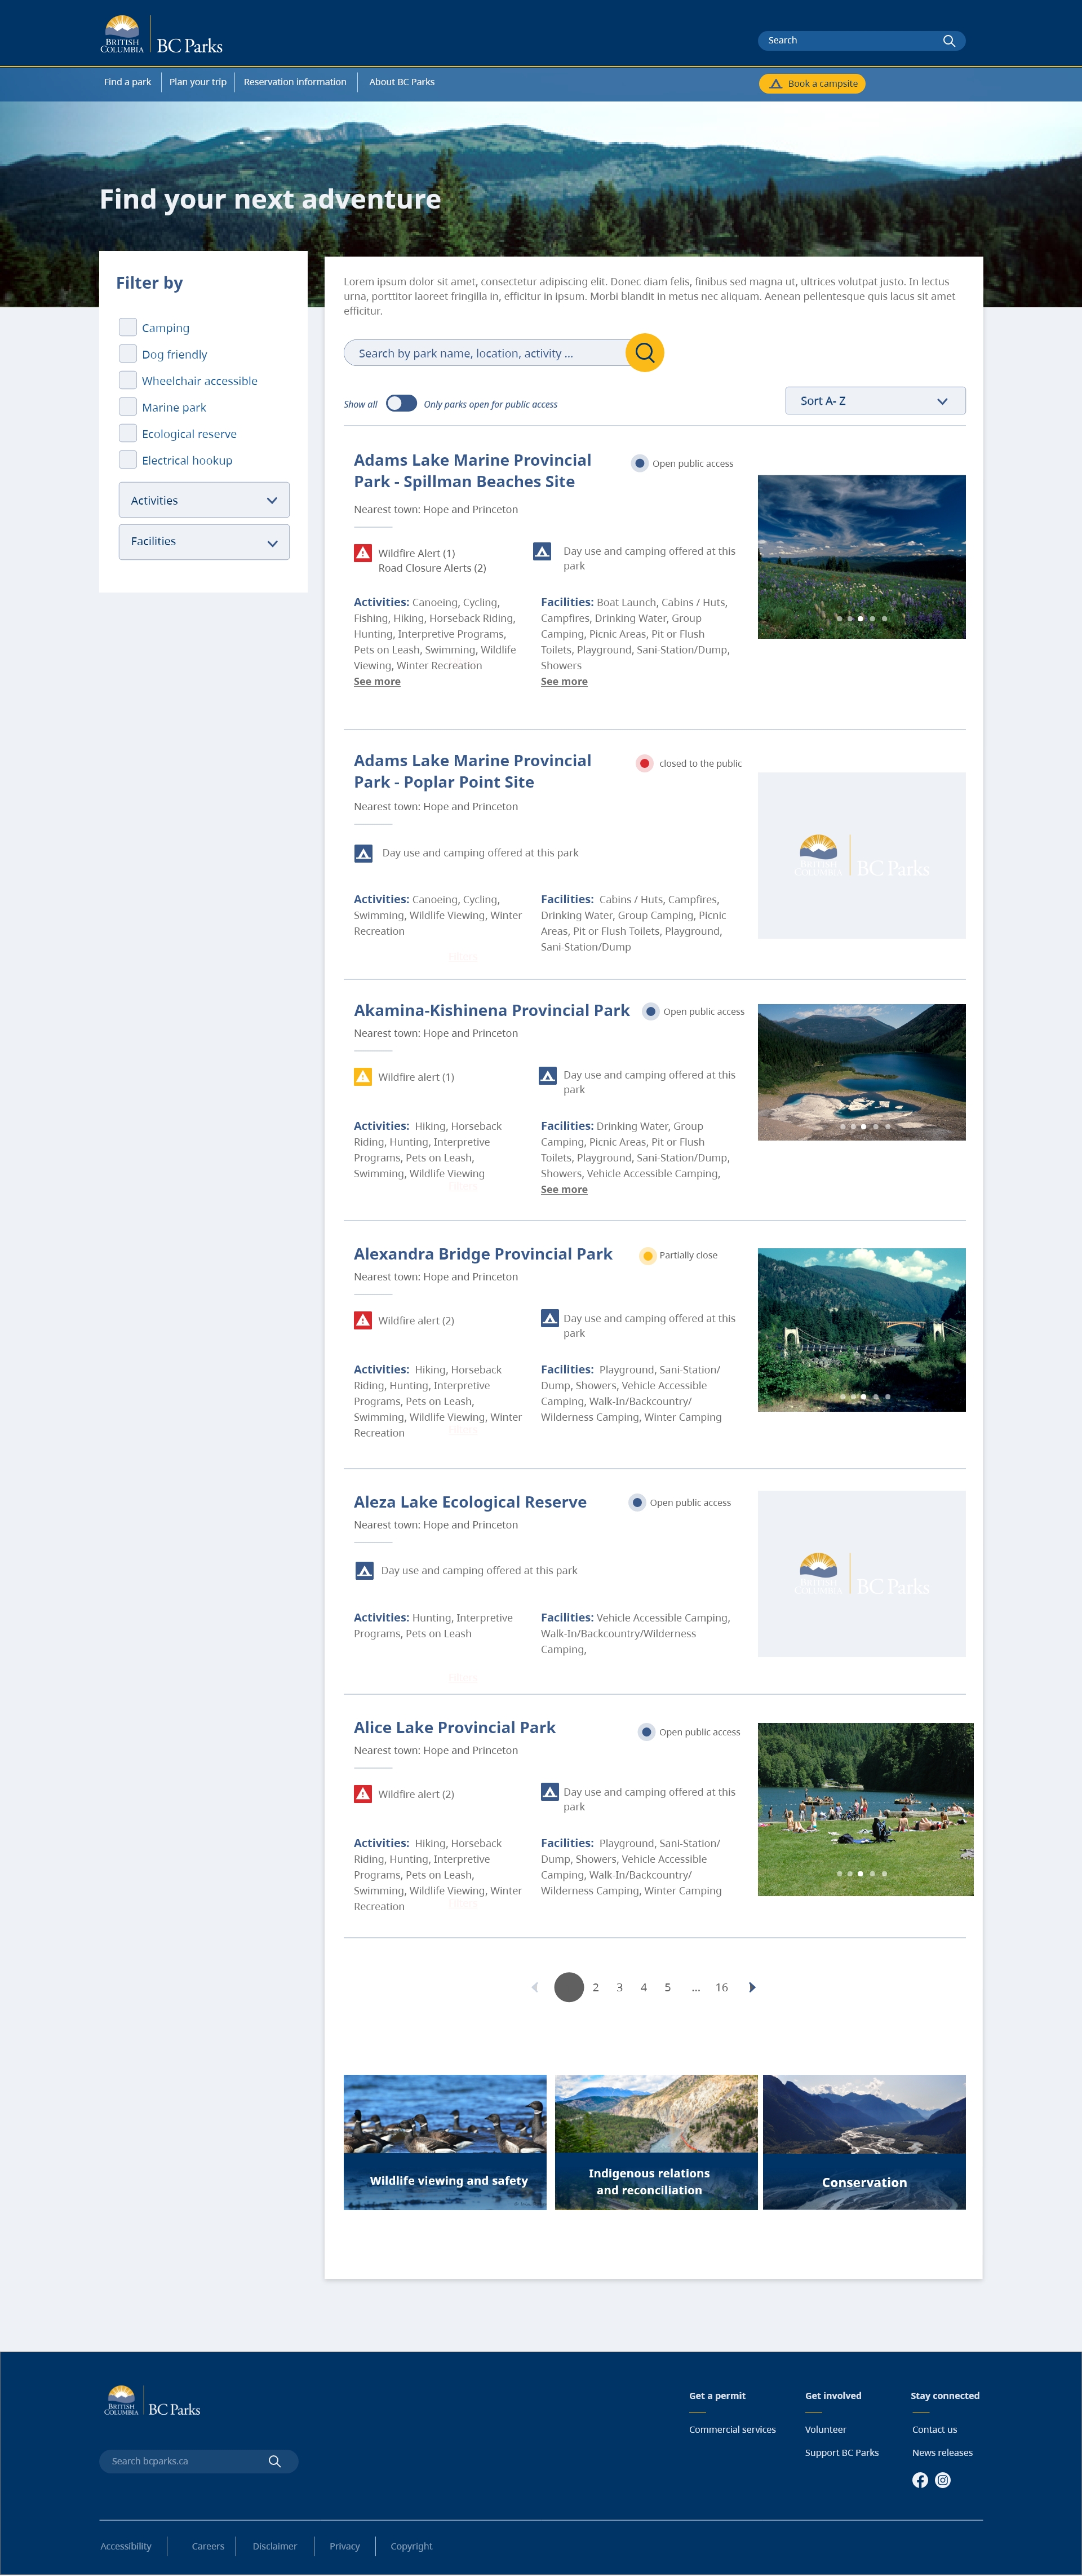 BRITISH
COLUMBIA
BC Parks
Search
Find a park
Plan your trip
Reservation information
About BC Parks
Book a campsite
Find your next adventure
Filter by
Camping
Dog friendly
Wheelchair accessible
Marine park
Ecological reserve
Electrical hookup
Activities
Facilities
Lorem ipsum dolor sit amet, consectetur adipiscing elit. Donec diam felis, finibus sed magna ut, ultrices volutpat justo. In lectus
urna, porttitor laoreet fringilla in, efficitur in ipsum. Morbi blandit in metus nec aliquam. Aenean pellentesque quis lacus sit amet
efficitur.
Search by park name, location, activity ...
Show all
Only parks open for public access
Sort A- Z
Adams Lake Marine Provincial
Park - Spillman Beaches Site
Open public access
Nearest town: Hope and Princeton
Wildfire Alert (1)
Road Closure Alerts (2)
Day use and camping offered at this
park
Activities: Canoeing, Cycling,
Fishing, Hiking, Horseback Riding,
Hunting, Interpretive Programs,
Pets on Leash, Swimming, Wildlife
Viewing, Winter Recreation
See more
Facilities: Boat Launch, Cabins / Huts,
Campfires, Drinking Water, Group
Camping, Picnic Areas, Pit or Flush
Toilets, Playground, Sani-Station/Dump,
Showers
See more
Adams Lake Marine Provincial
Park - Poplar Point Site
closed to the public
Nearest town: Hope and Princeton
Day use and camping offered at this park
Activities: Canoeing, Cycling,
Swimming, Wildlife Viewing, Winter
Recreation
Facilities: Cabins / Huts, Campfires,
Drinking Water, Group Camping, Picnic
Areas, Pit or Flush Toilets, Playground,
Sani-Station/Dump
BRITISH
COLUMBIA
BC Parks
Filters
Akamina-Kishinena Provincial Park
Open public access
Nearest town: Hope and Princeton
Wildfire alert (1)
Day use and camping offered at this
park
Activities: Hiking, Horseback
Riding, Hunting, Interpretive
Programs, Pets on Leash,
Swimming, Wildlife Viewing
Facilities: Drinking Water, Group
Camping, Picnic Areas, Pit or Flush
Toilets, Playground, Sani-Station/Dump,
Showers, Vehicle Accessible Camping,
See more
Filters
Alexandra Bridge Provincial Park
Partially close
Nearest town: Hope and Princeton
Wildfire alert (2)
Day use and camping offered at this
park
Activities: Hiking, Horseback
Riding, Hunting, Interpretive
Programs, Pets on Leash,
Swimming, Wildlife Viewing, Winter
Recreation
Facilities: Playground, Sani-Station/
Dump, Showers, Vehicle Accessible
Camping, Walk-In/Backcountry/
Wilderness Camping, Winter Camping
Filters
Aleza Lake Ecological Reserve
Open public access
Nearest town: Hope and Princeton
Day use and camping offered at this park
Activities: Hunting, Interpretive
Programs, Pets on Leash
Facilities: Vehicle Accessible Camping,
Walk-In/Backcountry/Wilderness
Camping,
BRITISH
COLUMBIA
BC Parks
Filters
Alice Lake Provincial Park
Open public access
Nearest town: Hope and Princeton
Wildfire alert (2)
Day use and camping offered at this
park
Activities: Hiking, Horseback
Riding, Hunting, Interpretive
Programs, Pets on Leash,
Swimming, Wildlife Viewing, Winter
Recreation
Facilities: Playground, Sani-Station/
Dump, Showers, Vehicle Accessible
Camping, Walk-In/Backcountry/
Wilderness Camping, Winter Camping
Filters
2 3 4 5 ... 16
Wildlife viewing and safety
Indigenous relations
and reconciliation
Conservation
BRITISH
COLUMBIA
BC Parks
Search bcparks.ca
Get a permit
Commercial services
Get involved
Volunteer
Support BC Parks
Stay connected
Contact us
News releases
Accessibility
Careers
Disclaimer
Privacy
Copyright